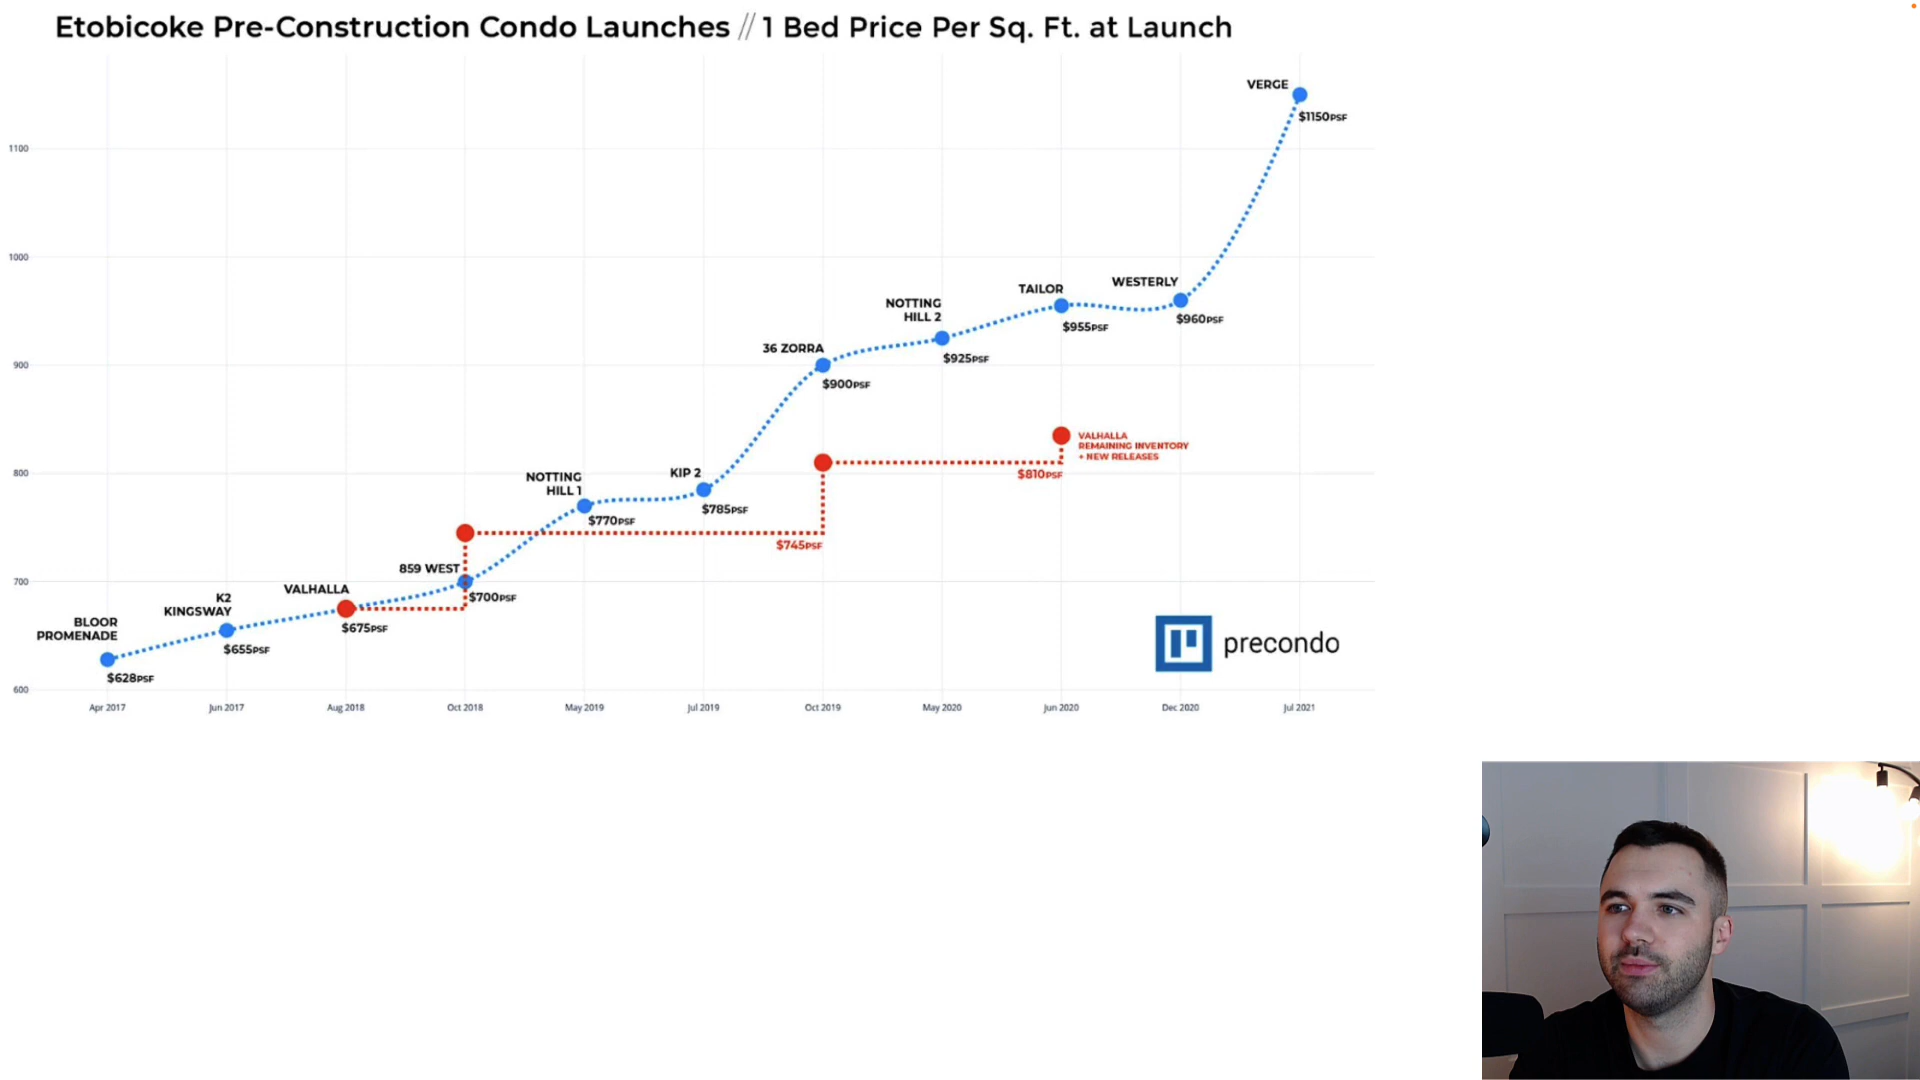 Etobicoke Pre-Construction Condo Launches // 1 Bed Price Per Sq. Ft. at Launch
VERGE
$1150PSF
1100
1000
WESTERLY
TAILOR
$960PSF
NOTTING
HILL 2
$955PSF
36 ZORRA
$925PSF
900
$900PSF
VALHALLA
REMAINING INVENTORY
+ NEW RELEASES
800
KIP 2
$810PSF
NOTTING
HILL 1
$785PSF
$770PSF
$745PSF
859 WEST
700
VALHALLA
$700PSF
K2
KINGSWAY
BLOOR
PROMENADE
$675PSF
$655PSF
$628PSF
precondo
600
Apr 2017 Jun 2017 Aug 2018 Oct 2018 May 2019 Jul 2019 Oct 2019 May 2020 Jun 2020 Dec 2020 Jul 2021